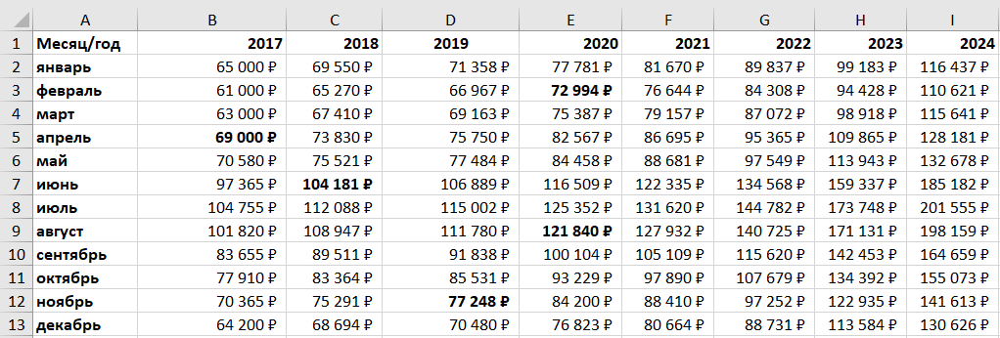 A B C D E F G H I
1 Месяц/год 2017 2018 2019 2020 2021 2022 2023 2024
2 январь 65 000 ₽ 69 550 ₽ 71 358 ₽ 77 781 ₽ 81 670 ₽ 89 837 ₽ 99 183 ₽ 116 437 ₽
3 февраль 61 000 ₽ 65 270 ₽ 66 967 ₽ 72 994 ₽ 76 644 ₽ 84 308 ₽ 94 428 ₽ 110 621 ₽
4 март 63 000 ₽ 67 410 ₽ 69 163 ₽ 75 387 ₽ 79 157 ₽ 87 072 ₽ 98 918 ₽ 115 641 ₽
5 апрель 69 000 ₽ 73 830 ₽ 75 750 ₽ 82 567 ₽ 86 695 ₽ 95 365 ₽ 109 865 ₽ 128 181 ₽
6 май 70 580 ₽ 75 521 ₽ 77 484 ₽ 84 458 ₽ 88 681 ₽ 97 549 ₽ 113 943 ₽ 132 678 ₽
7 июнь 97 365 ₽ 104 181 ₽ 106 889 ₽ 116 509 ₽ 122 335 ₽ 134 568 ₽ 159 337 ₽ 185 182 ₽
8 июль 104 755 ₽ 112 088 ₽ 115 002 ₽ 125 352 ₽ 131 620 ₽ 144 782 ₽ 173 748 ₽ 201 555 ₽
9 август 101 820 ₽ 108 947 ₽ 111 780 ₽ 121 840 ₽ 127 932 ₽ 140 725 ₽ 171 131 ₽ 198 159 ₽
10 сентябрь 83 655 ₽ 89 511 ₽ 91 838 ₽ 100 104 ₽ 105 109 ₽ 115 620 ₽ 142 453 ₽ 164 659 ₽
11 октябрь 77 910 ₽ 83 364 ₽ 85 531 ₽ 93 229 ₽ 97 890 ₽ 107 679 ₽ 134 392 ₽ 155 073 ₽
12 ноябрь 70 365 ₽ 75 291 ₽ 77 248 ₽ 84 200 ₽ 88 410 ₽ 97 252 ₽ 122 935 ₽ 141 613 ₽
13 декабрь 64 200 ₽ 68 694 ₽ 70 480 ₽ 76 823 ₽ 80 664 ₽ 88 731 ₽ 113 584 ₽ 130 626 ₽